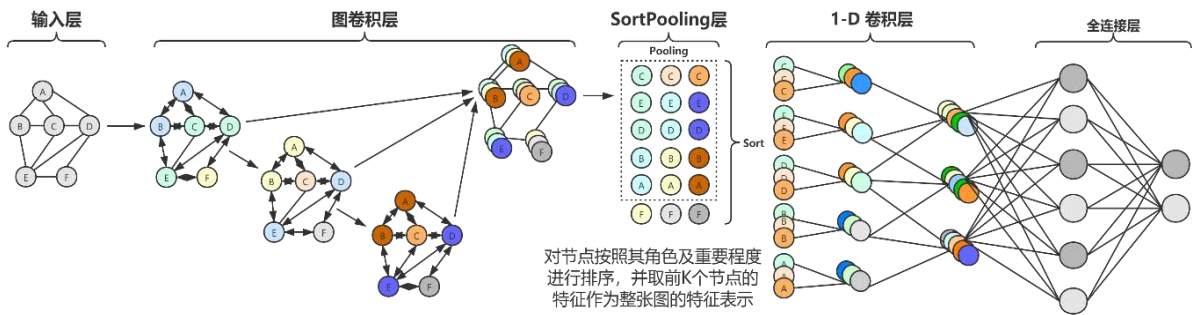 输入层
图卷积层
SortPooling层
1-D 卷积层
全连接层
Pooling
Sort
A
B C D
E F
A
B C D
E F
A
B C D
E F
A
B C D
E F
A
B C D
E F
C C C
E E E
D D D
B B B
A A A
F F F
C
C
C
E
E
E
D
D
D
B
B
B
A
A
A
对节点按照其角色及重要程度
进行排序，并取前K个节点的
特征作为整张图的特征表示